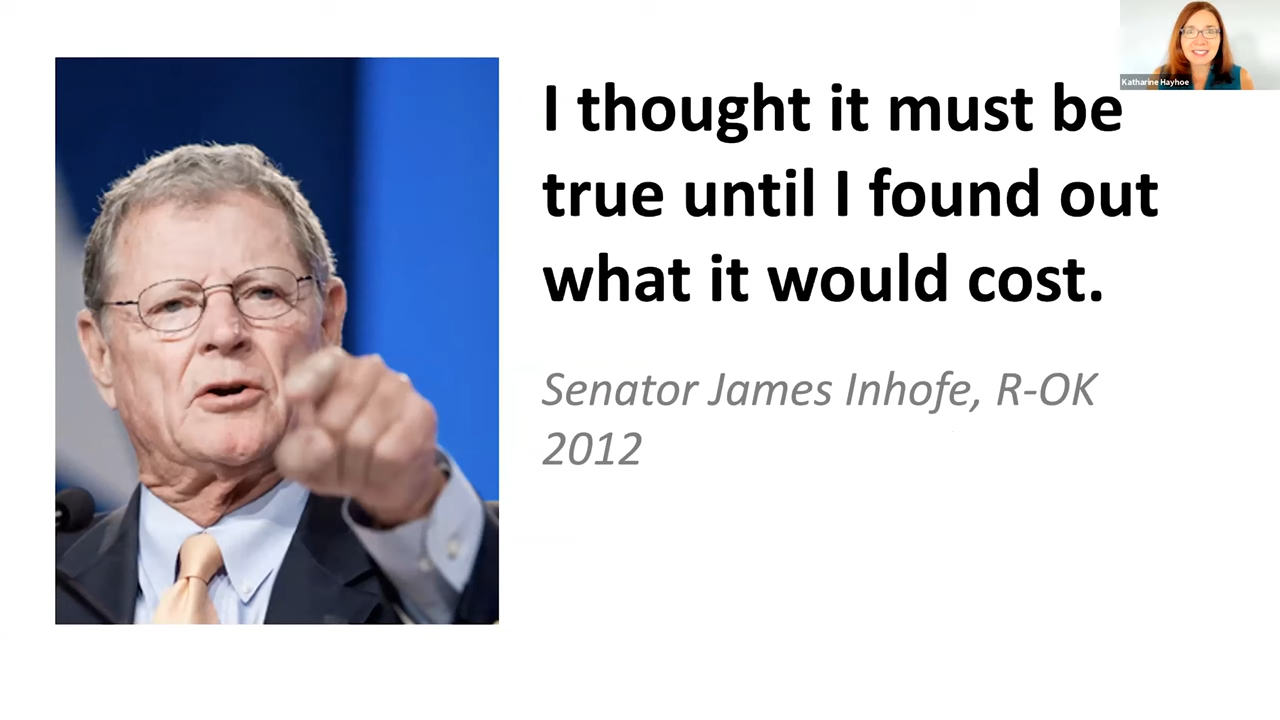 I thought it must be
true until I found out
what it would cost.
Senator James Inhofe, R-OK
2012
Katharine Hayhoe